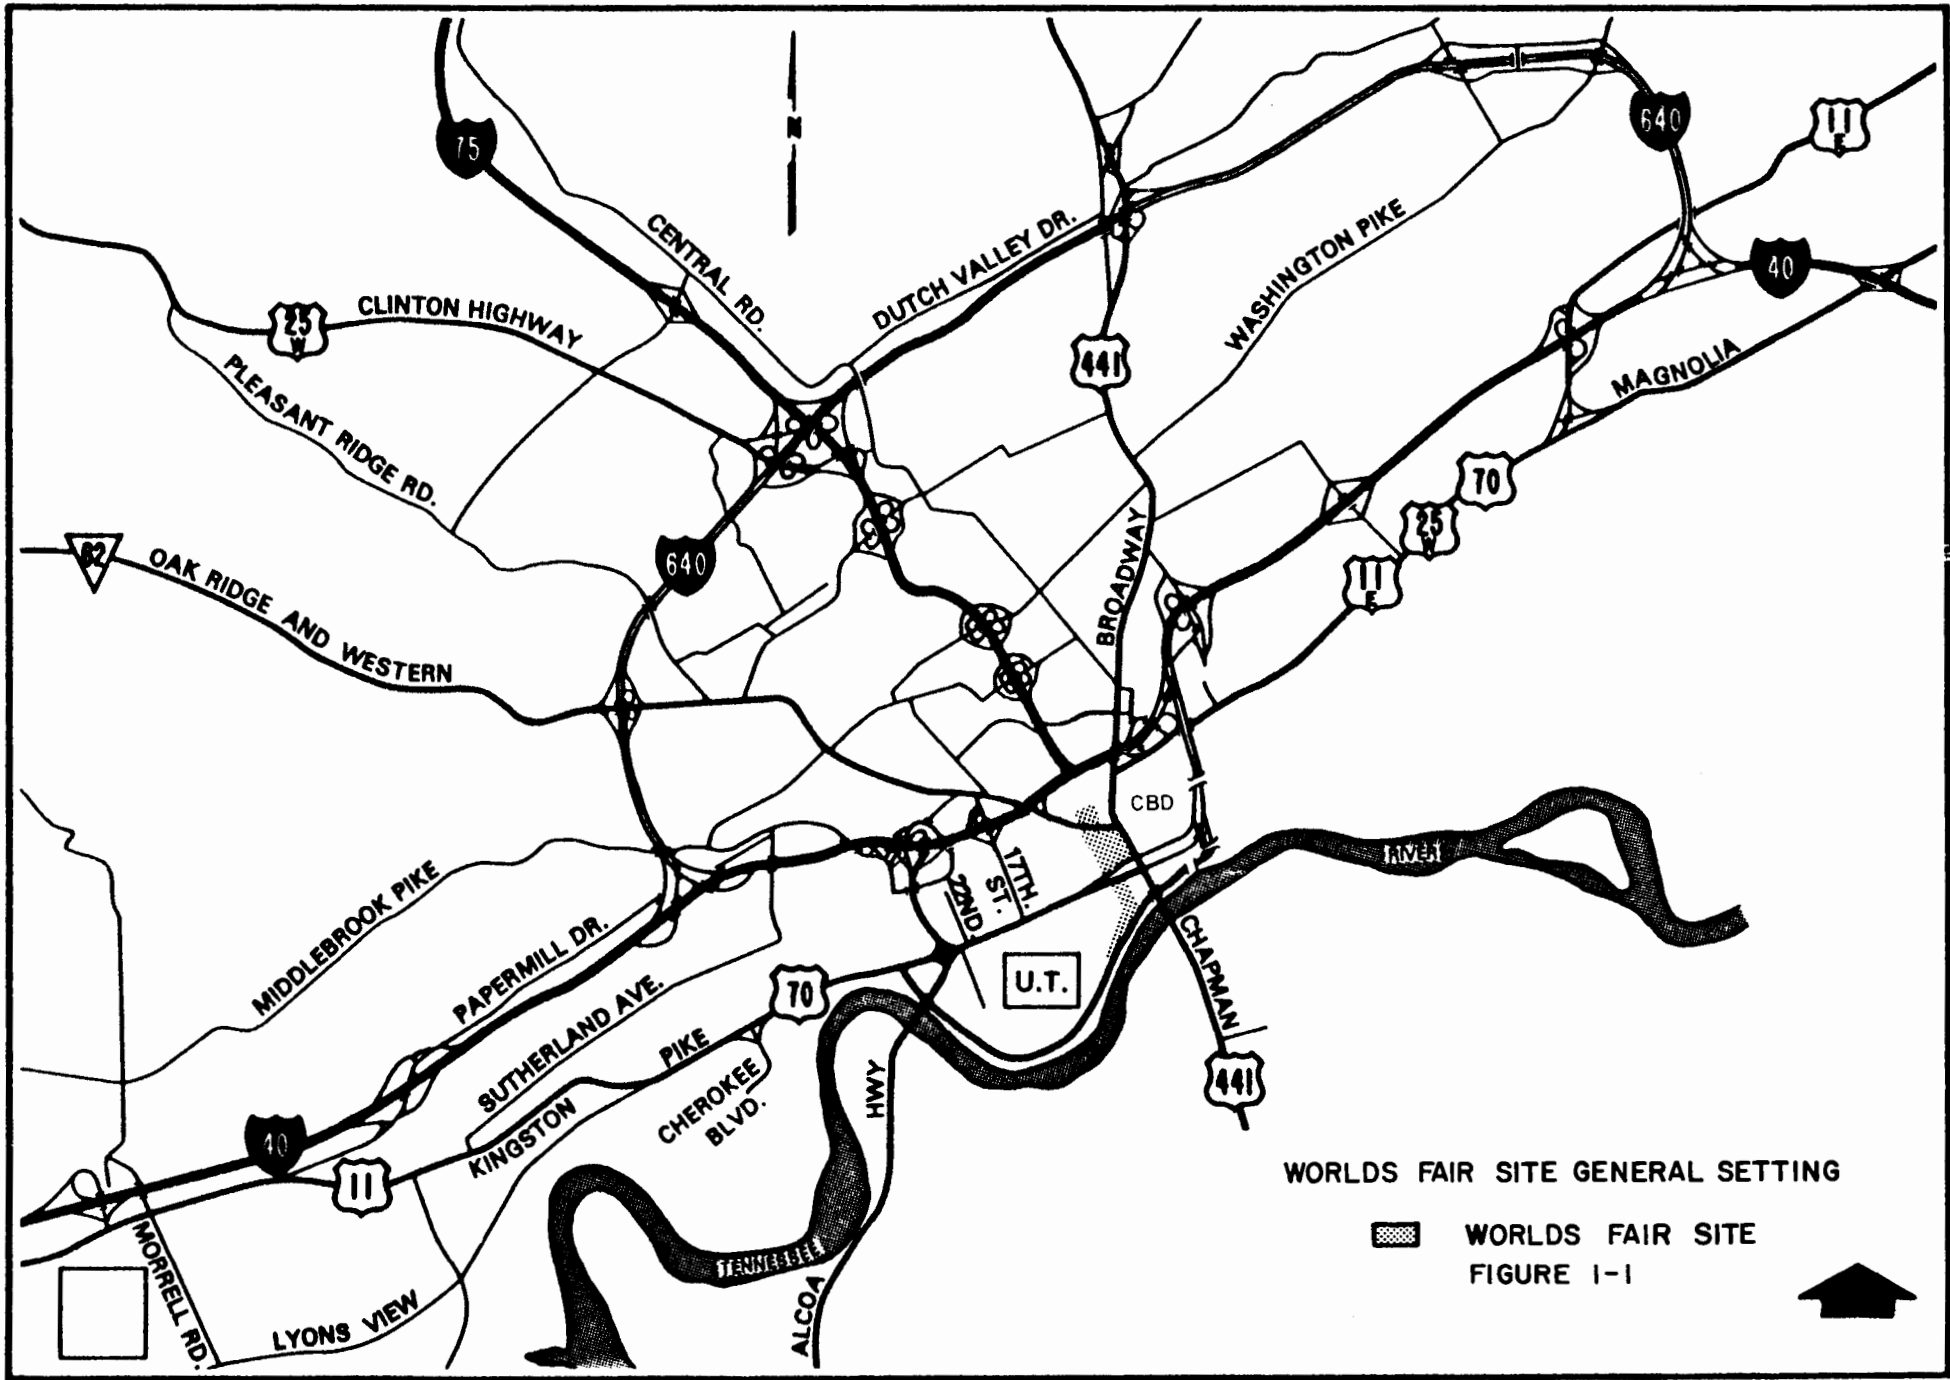 N
75
640
11
E
CENTRAL RD.
DUTCH VALLEY DR.
WASHINGTON PIKE
40
25
W
CLINTON HIGHWAY
441
MAGNOLIA
PLEASANT RIDGE RD.
70
25
W
11
E
62
OAK RIDGE AND WESTERN
640
BROADWAY
CBD
RIVER
17TH.
ST.
22ND.
MIDDLEBROOK PIKE
PAPERMILL DR.
SUTHERLAND AVE.
70
U.T.
CHAPMAN
KINGSTON PIKE
CHEROKEE
BLVD.
441
40
11
MORRELL RD.
LYONS VIEW
TENNESSEE
ALCOA HWY
WORLDS FAIR SITE GENERAL SETTING
WORLDS FAIR SITE
FIGURE 1-1